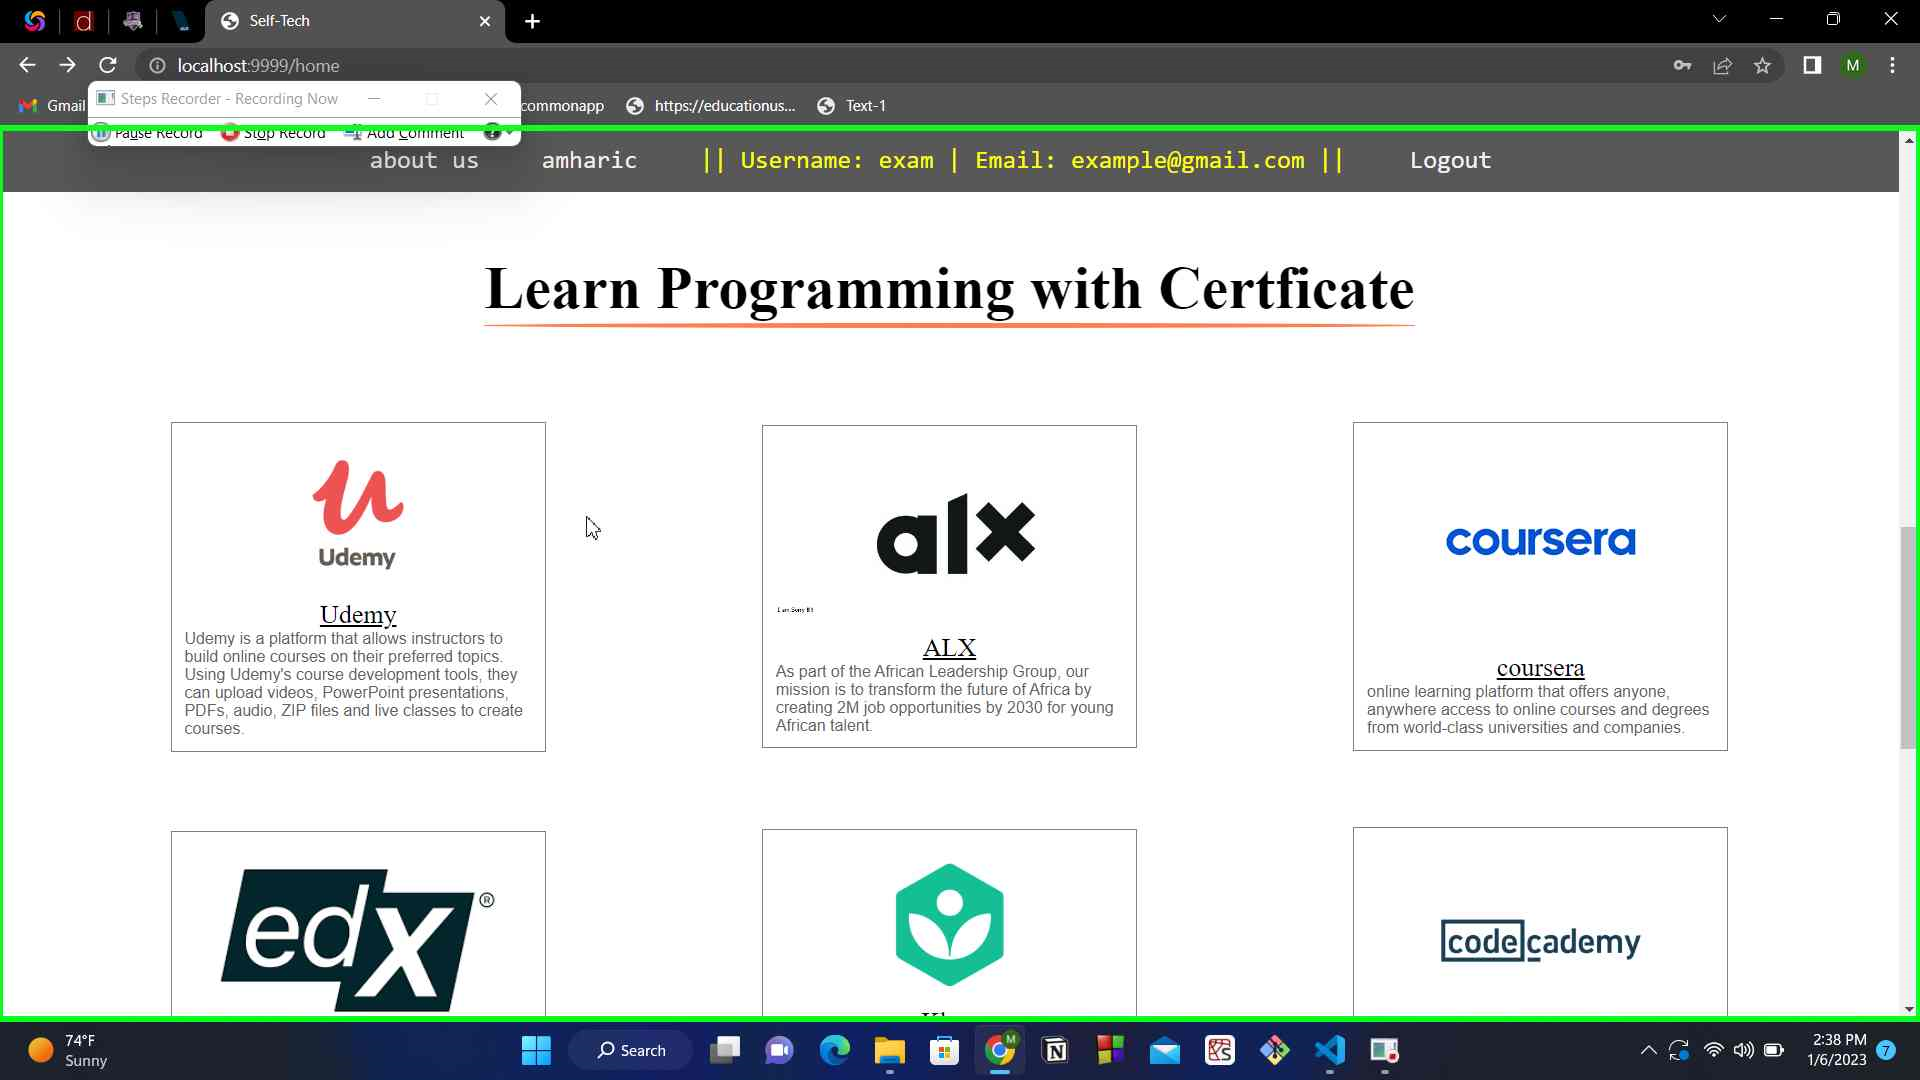 Self-Tech
localhost:9999/home
Gmail
commonapp
https://educationus...
Text-1
Steps Recorder - Recording Now
Pause Record
Stop Record
Add Comment
about us
amharic
|| Username: exam | Email: example@gmail.com ||
Logout
Learn Programming with Certficate
Udemy
Udemy
Udemy is a platform that allows instructors to
build online courses on their preferred topics.
Using Udemy's course development tools, they
can upload videos, PowerPoint presentations,
PDFs, audio, ZIP files and live classes to create
courses.
alx
ALX
As part of the African Leadership Group, our
mission is to transform the future of Africa by
creating 2M job opportunities by 2030 for young
African talent.
coursera
coursera
online learning platform that offers anyone,
anywhere access to online courses and degrees
from world-class universities and companies.
edX®
codecademy
74°F
Sunny
Search
2:38 PM
1/6/2023
7